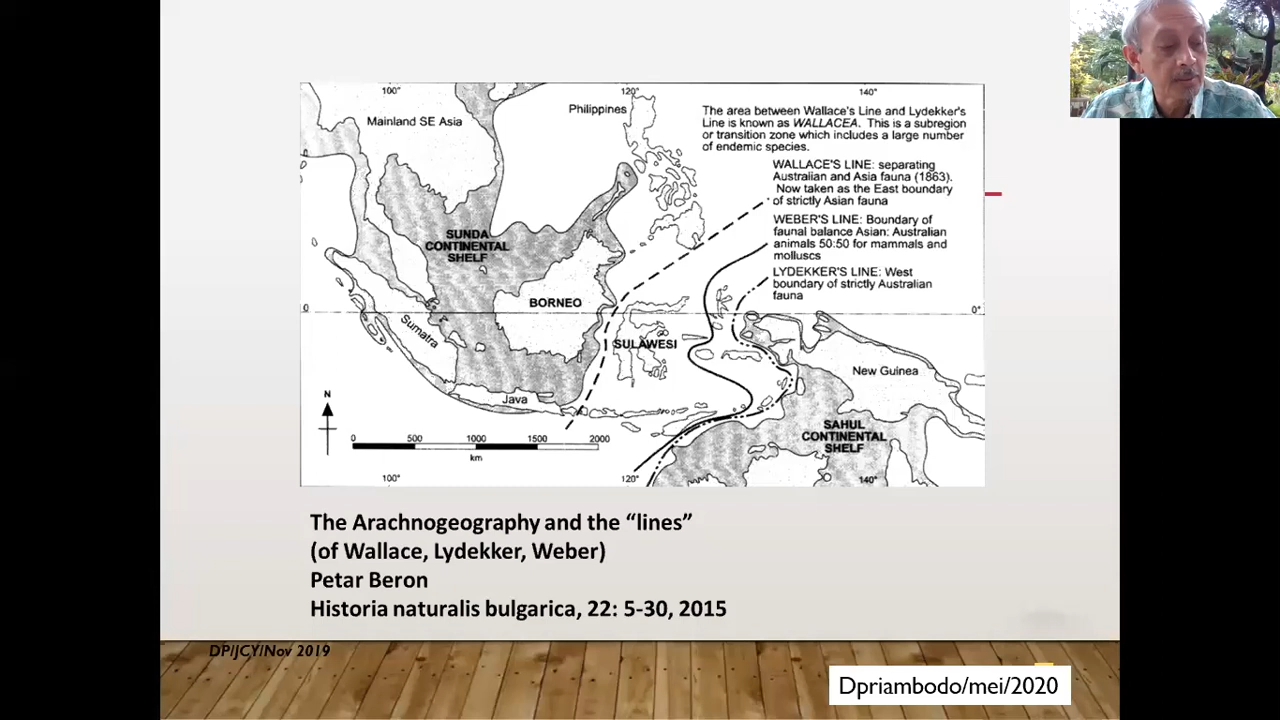 100°
120°
140°
Mainland SE Asia
Philippines
The area between Wallace's Line and Lydekker's
Line is known as WALLACEA. This is a subregion
or transition zone which includes a large number
of endemic species.
WALLACE'S LINE: separating
Australian and Asia fauna (1863).
Now taken as the East boundary
of strictly Asian fauna
WEBER'S LINE: Boundary of
faunal balance Asian: Australian
animals 50:50 for mammals and
molluscs
LYDEKKER'S LINE: West
boundary of strictly Australian
fauna
SUNDA
CONTINENTAL
SHELF
BORNEO
0
0°
Sumatra
SULAWESI
New Guinea
Java
N
SAHUL
CONTINENTAL
SHELF
0 500 1000 1500 2000
km
100°
120°
140°
The Arachnogeography and the “lines”
(of Wallace, Lydekker, Weber)
Petar Beron
Historia naturalis bulgarica, 22: 5-30, 2015
DP/JCY/Nov 2019
Dpriambodo/mei/2020